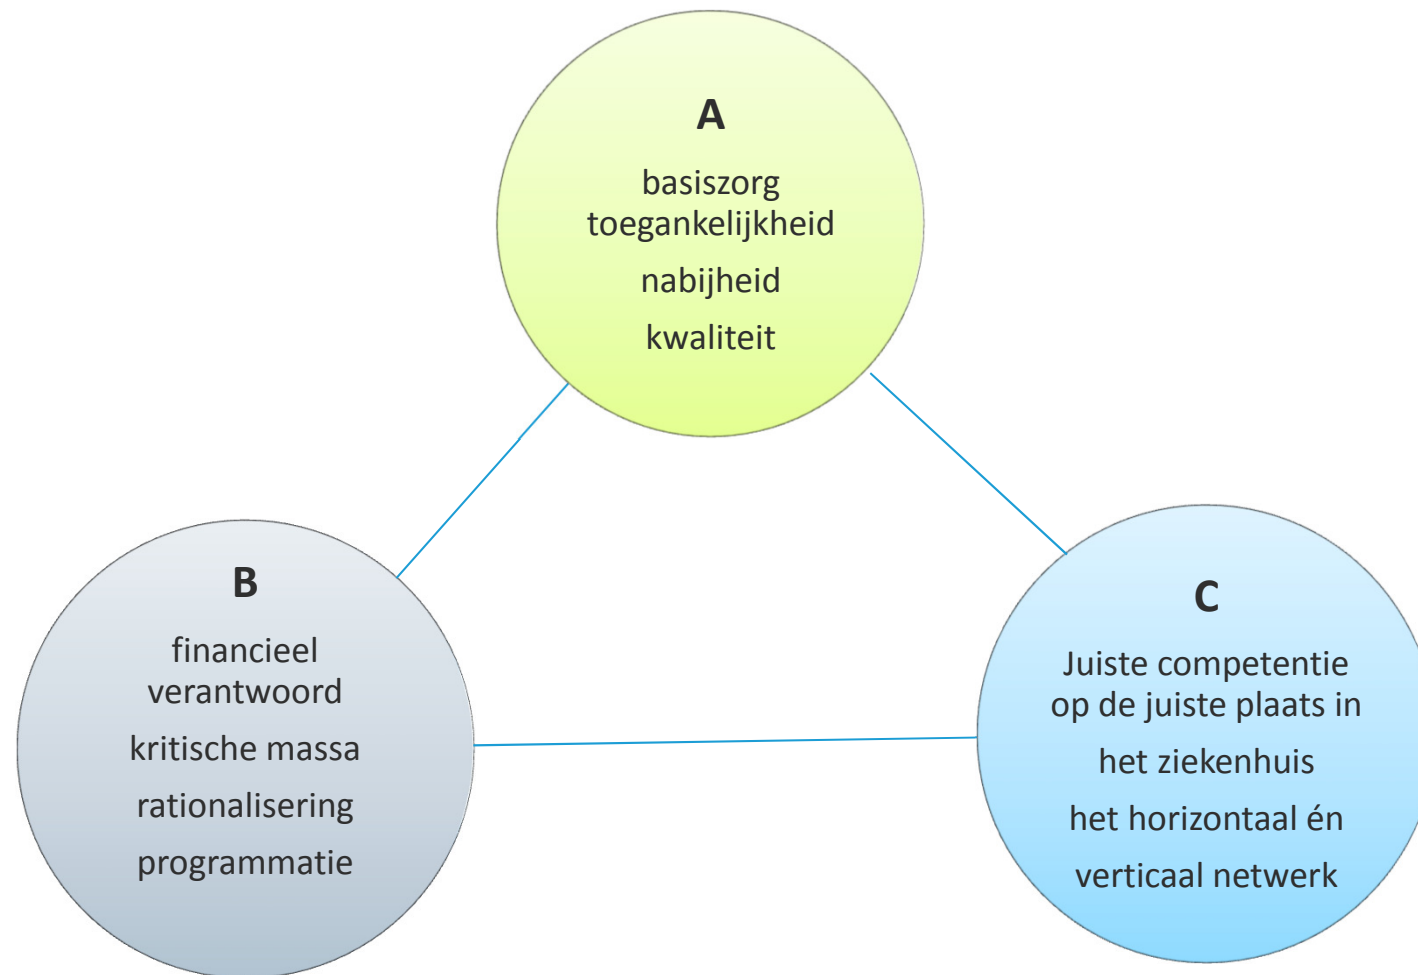 A
basiszorg
toegankelijkheid
nabijheid
kwaliteit
B
financieel
verantwoord
kritische massa
rationalisering
programmatie
C
Juiste competentie
op de juiste plaats in
het ziekenhuis
het horizontaal én
verticaal netwerk